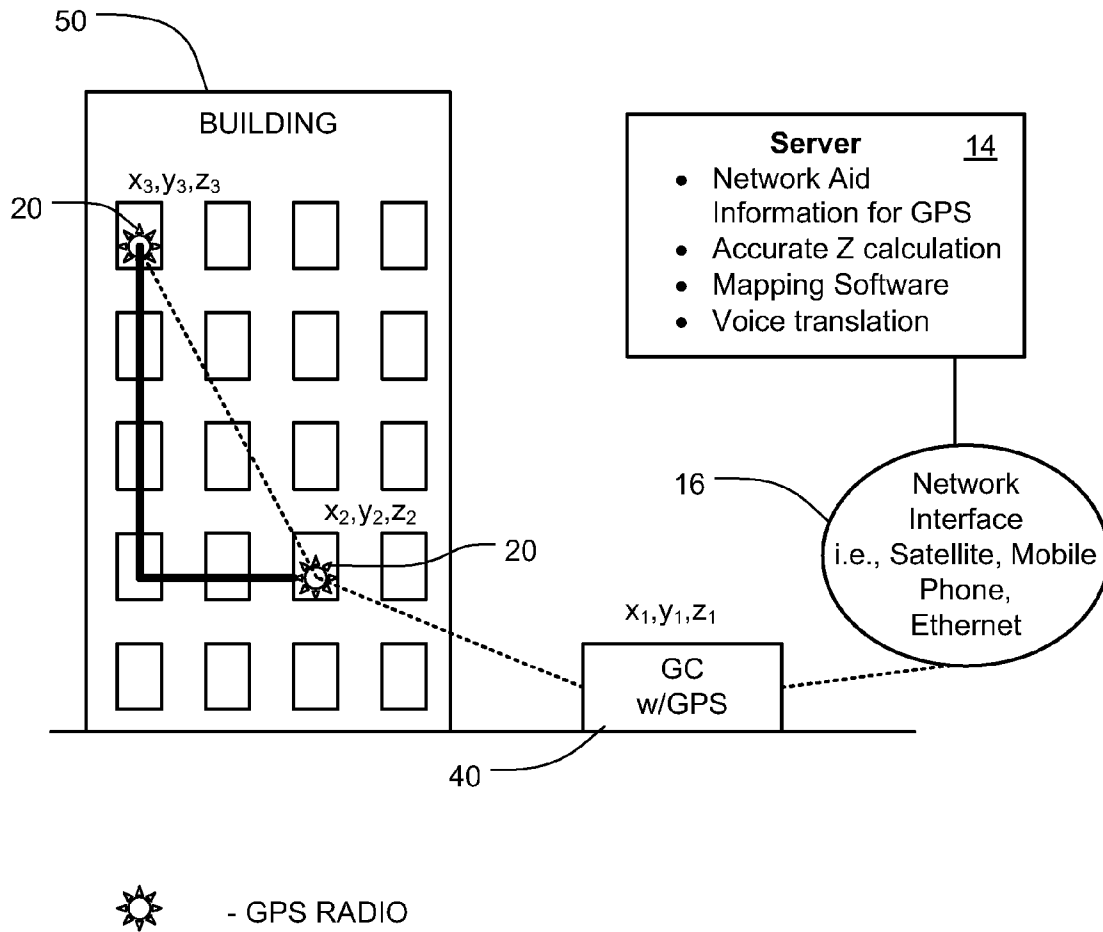 50
BUILDING
x₃,y₃,z₃
20
Server 14
• Network Aid
Information for GPS
• Accurate Z calculation
• Mapping Software
• Voice translation
16
Network
Interface
i.e., Satellite, Mobile
Phone,
Ethernet
x₂,y₂,z₂
20
x₁,y₁,z₁
GC
w/GPS
40
- GPS RADIO